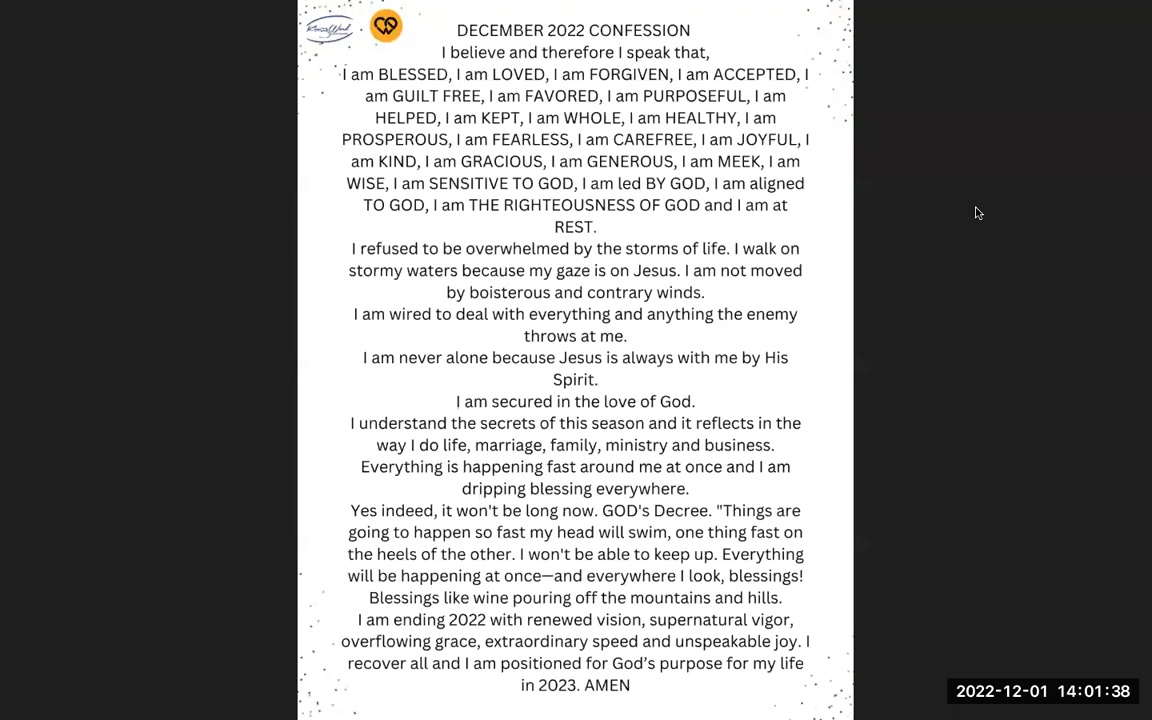 DECEMBER 2022 CONFESSION
I believe and therefore I speak that,
I am BLESSED, I am LOVED, I am FORGIVEN, I am ACCEPTED, I
am GUILT FREE, I am FAVORED, I am PURPOSEFUL, I am
HELPED, I am KEPT, I am WHOLE, I am HEALTHY, I am
PROSPEROUS, I am FEARLESS, I am CAREFREE, I am JOYFUL, I
am KIND, I am GRACIOUS, I am GENEROUS, I am MEEK, I am
WISE, I am SENSITIVE TO GOD, I am led BY GOD, I am aligned
TO GOD, I am THE RIGHTEOUSNESS OF GOD and I am at
REST.
I refused to be overwhelmed by the storms of life. I walk on
stormy waters because my gaze is on Jesus. I am not moved
by boisterous and contrary winds.
I am wired to deal with everything and anything the enemy
throws at me.
I am never alone because Jesus is always with me by His
Spirit.
I am secured in the love of God.
I understand the secrets of this season and it reflects in the
way I do life, marriage, family, ministry and business.
Everything is happening fast around me at once and I am
dripping blessing everywhere.
Yes indeed, it won't be long now. GOD's Decree. "Things are
going to happen so fast my head will swim, one thing fast on
the heels of the other. I won't be able to keep up. Everything
will be happening at once—and everywhere I look, blessings!
Blessings like wine pouring off the mountains and hills.
I am ending 2022 with renewed vision, supernatural vigor,
overflowing grace, extraordinary speed and unspeakable joy. I
recover all and I am positioned for God’s purpose for my life
in 2023. AMEN
2022-12-01 14:01:38